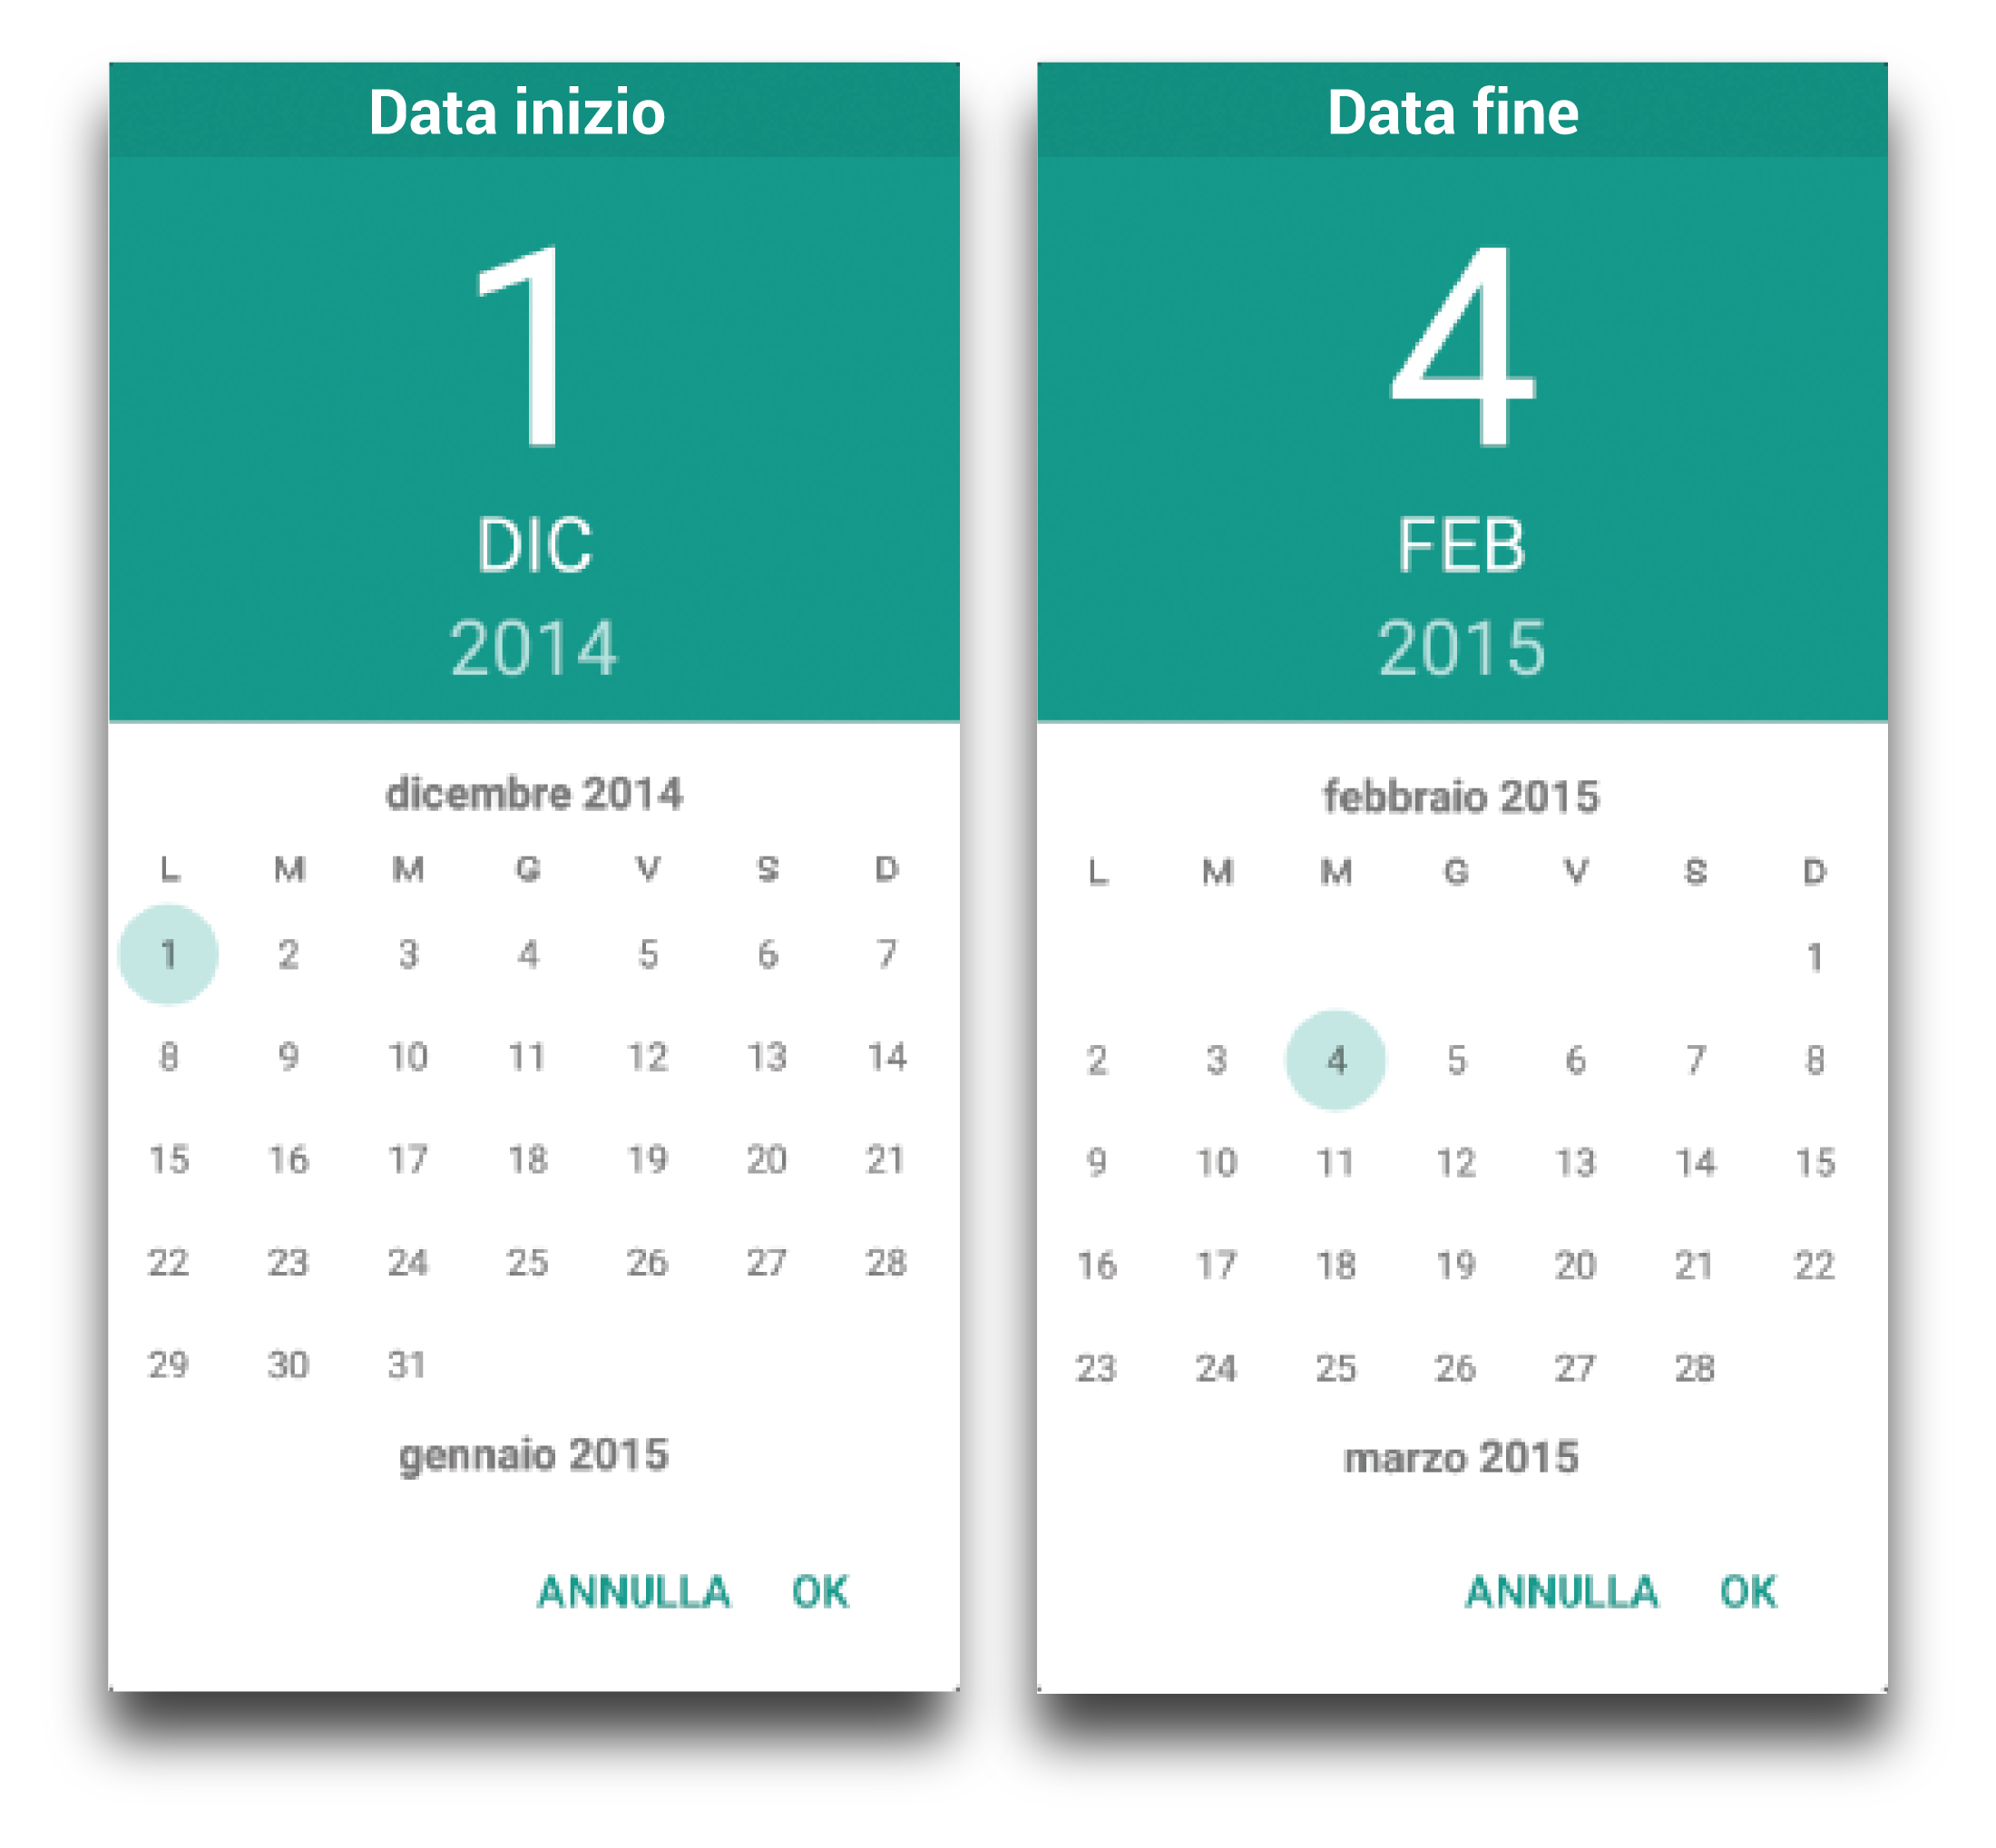 Data inizio
1
DIC
2014
dicembre 2014
L M M G V S D
1 2 3 4 5 6 7
8 9 10 11 12 13 14
15 16 17 18 19 20 21
22 23 24 25 26 27 28
29 30 31
gennaio 2015
ANNULLA OK
Data fine
4
FEB
2015
febbraio 2015
L M M G V S D
1
2 3 4 5 6 7 8
9 10 11 12 13 14 15
16 17 18 19 20 21 22
23 24 25 26 27 28
marzo 2015
ANNULLA OK